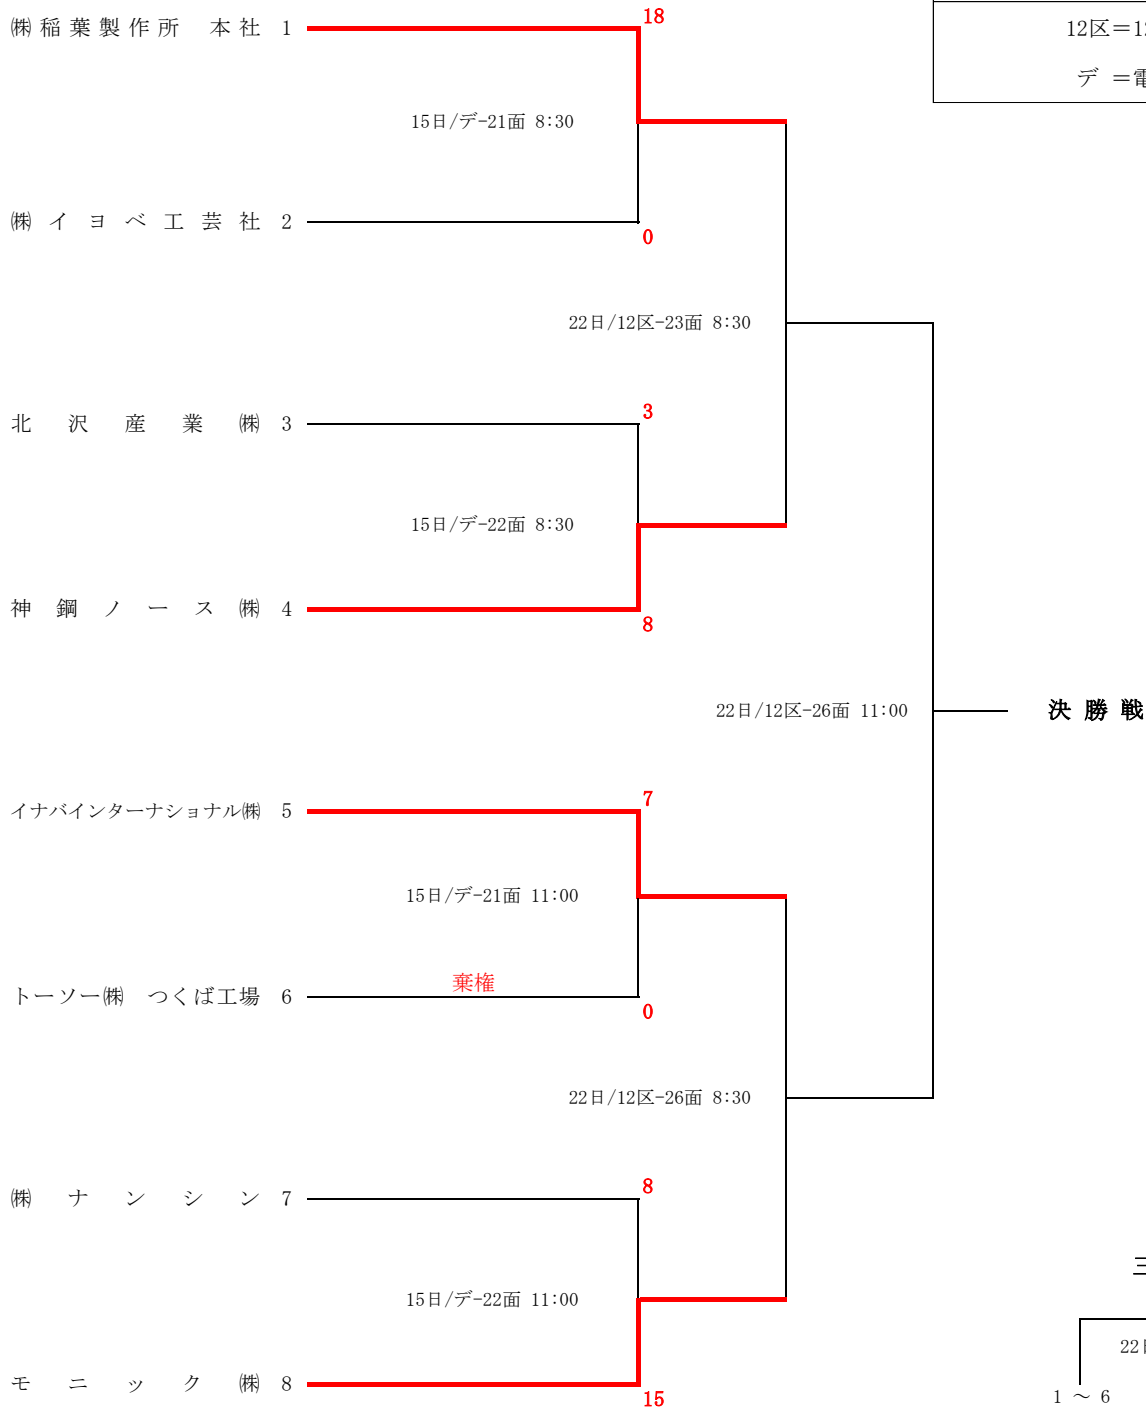 ㈱稲葉製作所 本社 1
18
12区=12
デ =電
15日/デ-21面 8:30
㈱イヨベ工芸社 2
0
22日/12区-23面 8:30
北沢産業㈱ 3
3
15日/デ-22面 8:30
神鋼ノース㈱ 4
8
22日/12区-26面 11:00
決勝戦
イナバインターナショナル㈱ 5
7
15日/デ-21面 11:00
トーソー㈱ つくば工場 6
棄権
0
22日/12区-26面 8:30
㈱ナンシン 7
8
三
15日/デ-22面 11:00
22日
モニック㈱ 8
15
1 ～ 6